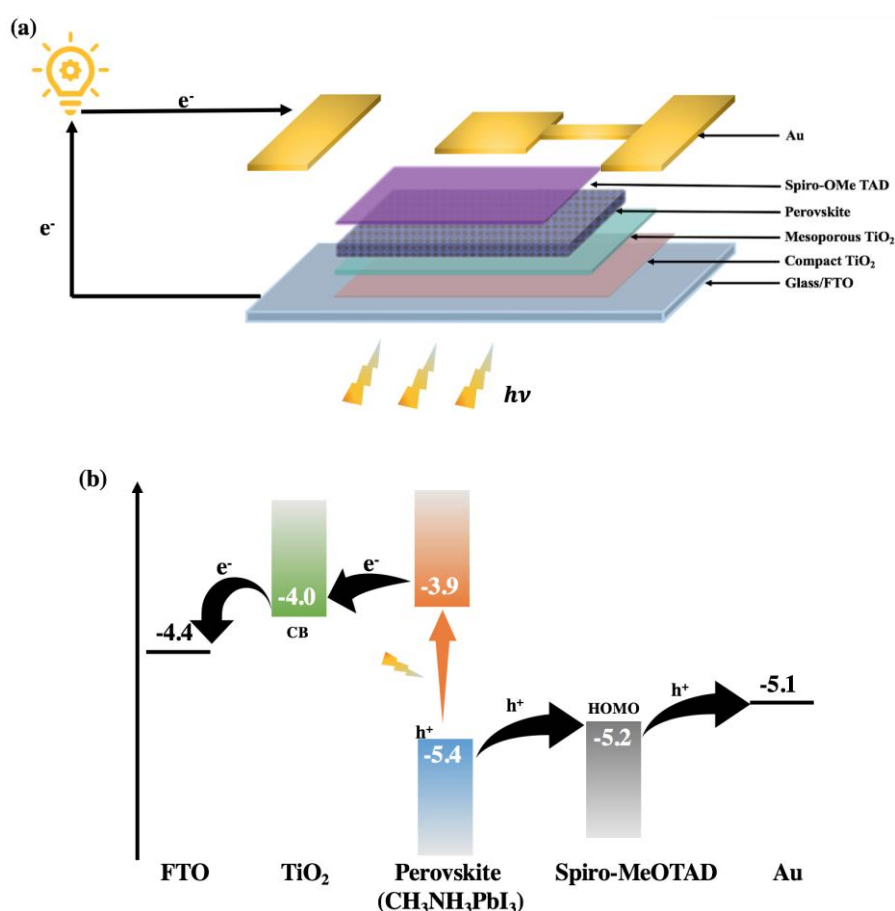 (a)
e-
Au
Spiro-OMe TAD
Perovskite
e-
Mesoporous TiO2
Compact TiO2
Glass/FTO
hν
(b)
e-
e-
-4.0
-3.9
CB
-4.4
h+
h+
-5.1
HOMO
h+
-5.4
-5.2
FTO
TiO2
Perovskite
(CH3NH3PbI3)
Spiro-MeOTAD
Au